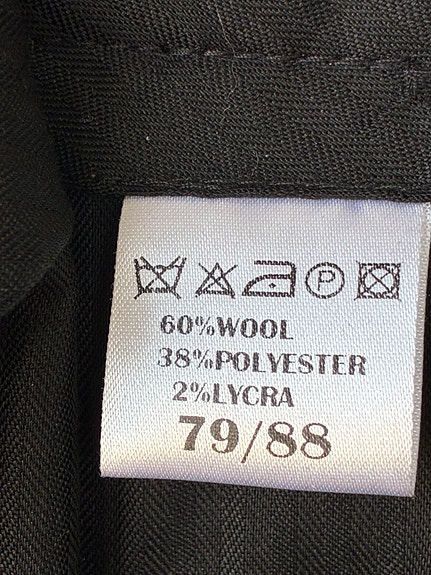 P
60%WOOL
38%POLYESTER
2%LYCRA
79/88